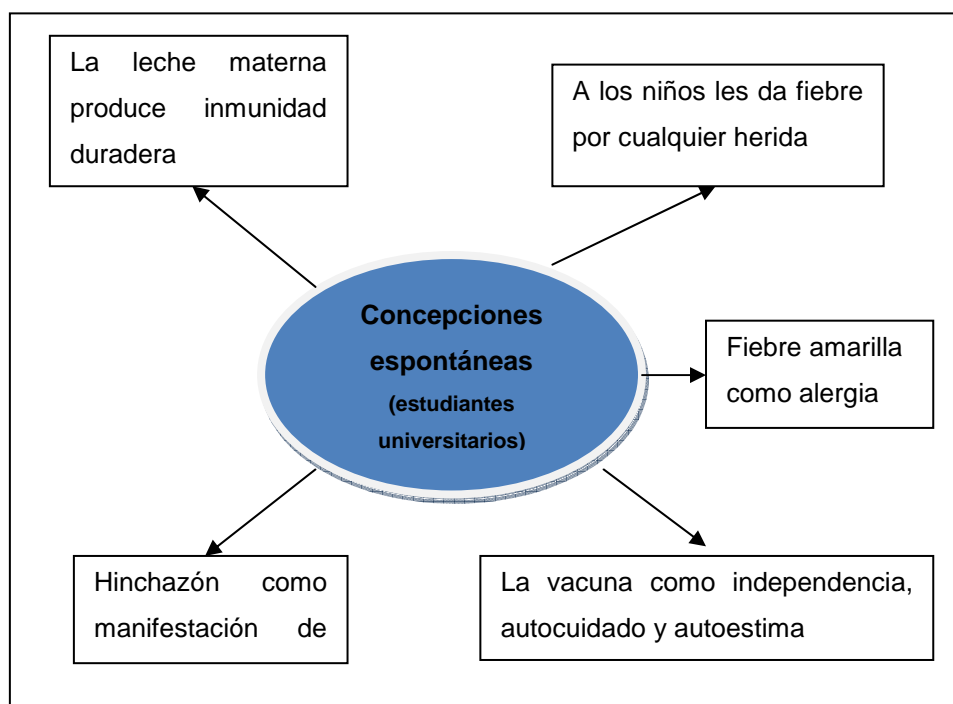 La leche materna
produce inmunidad
duradera
A los niños les da fiebre
por cualquier herida
Concepciones
espontáneas
(estudiantes
universitarios)
Fiebre amarilla
como alergia
Hinchazón como
manifestación de
La vacuna como independencia,
autocuidado y autoestima